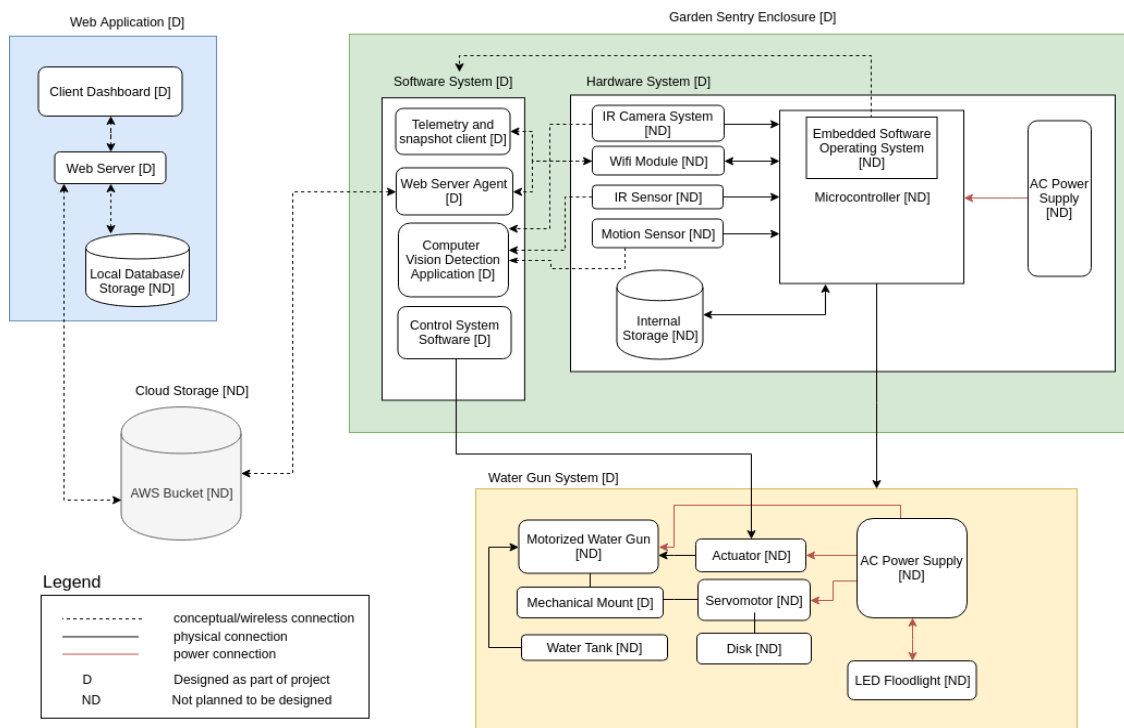 Web Application [D]
Client Dashboard [D]
Web Server [D]
Local Database/
Storage [ND]
Cloud Storage [ND]
AWS Bucket [ND]
Garden Sentry Enclosure [D]
Software System [D]
Telemetry and
snapshot client [D]
Web Server Agent
[D]
Computer
Vision Detection
Application [D]
Control System
Software [D]
Hardware System [D]
IR Camera System
[ND]
Wifi Module [ND]
IR Sensor [ND]
Motion Sensor [ND]
Internal
Storage [ND]
Embedded Software
Operating System
[ND]
Microcontroller [ND]
AC Power
Supply
[ND]
Water Gun System [D]
Motorized Water Gun
[ND]
Actuator [ND]
AC Power Supply
[ND]
Mechanical Mount [D]
Servomotor [ND]
Water Tank [ND]
Disk [ND]
LED Floodlight [ND]
Legend
conceptual/wireless connection
physical connection
power connection
D Designed as part of project
ND Not planned to be designed